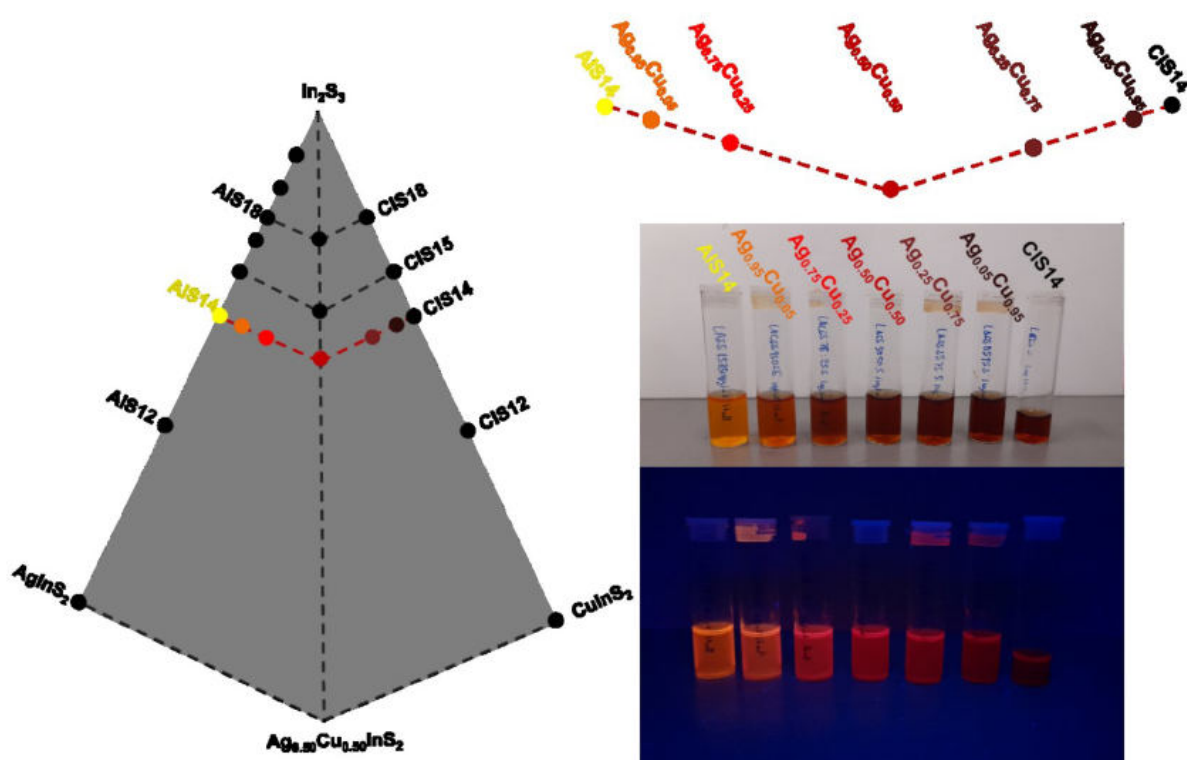 In₂S₃
AIS18
CIS18
CIS15
AIS14
CIS14
AIS12
CIS12
AgInS₂
CuInS₂
Ag₀.₅₀Cu₀.₅₀InS₂
AIS14
Ag₀.₉₅Cu₀.₀₅
Ag₀.₇₅Cu₀.₂₅
Ag₀.₅₀Cu₀.₅₀
Ag₀.₂₅Cu₀.₇₅
Ag₀.₀₅Cu₀.₉₅
CIS14
AIS14
Ag₀.₉₅Cu₀.₀₅
Ag₀.₇₅Cu₀.₂₅
Ag₀.₅₀Cu₀.₅₀
Ag₀.₂₅Cu₀.₇₅
Ag₀.₀₅Cu₀.₉₅
CIS14